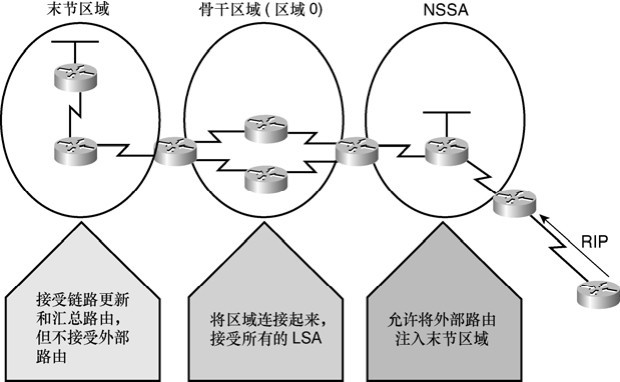 末节区域
骨干区域 ( 区域 0)
NSSA
RIP
接受链路更新
和汇总路由，
但不接受外部
路由
将区域连接起来，
接受所有的 LSA
允许将外部路由
注入末节区域